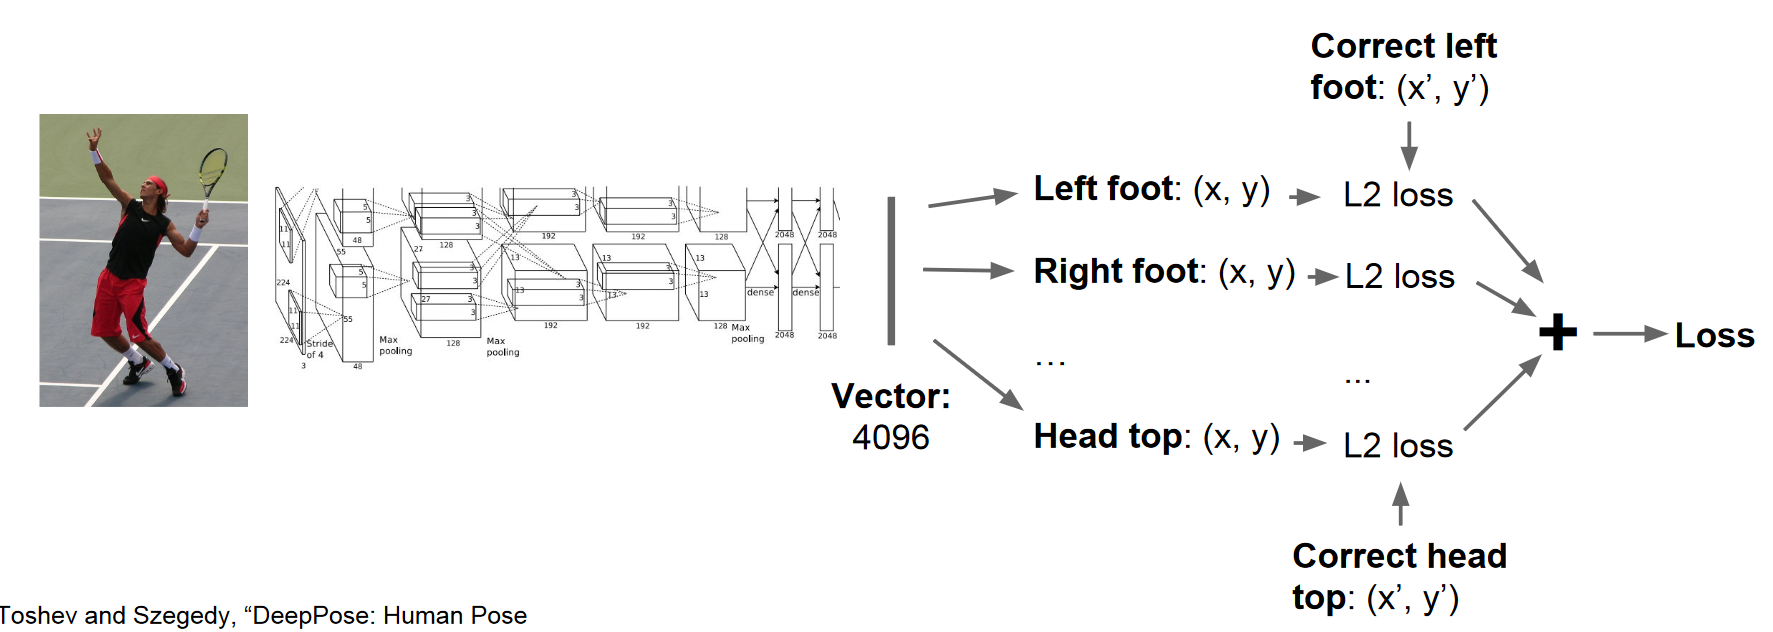 Correct left
foot: (x’, y’)
Left foot: (x, y)
L2 loss
Right foot: (x, y)
L2 loss
...
...
Head top: (x, y)
L2 loss
+
Loss
Correct head
top: (x’, y’)
Vector:
4096
11
11
224
224
11
11
3
Stride
of 4
55
55
48
48
5
5
5
5
Max
pooling
27
27
128
128
3
3
3
3
3
3
Max
pooling
13
13
192
192
3
3
3
3
13
13
192
192
3
3
3
3
13
13
128
128
Max
pooling
dense
dense
2048
2048
2048
2048
Toshev and Szegedy, “DeepPose: Human Pose